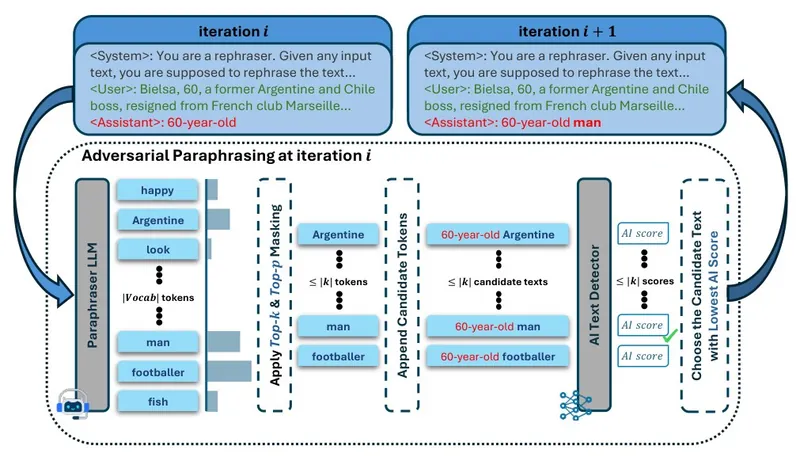 iteration i
<System>: You are a rephraser. Given any input
text, you are supposed to rephrase the text...
<User>: Bielsa, 60, a former Argentine and Chile
boss, resigned from French club Marseille...
<Assistant>: 60-year-old
iteration i + 1
<System>: You are a rephraser. Given any input
text, you are supposed to rephrase the text...
<User>: Bielsa, 60, a former Argentine and Chile
boss, resigned from French club Marseille...
<Assistant>: 60-year-old man
Adversarial Paraphrasing at iteration i
Paraphraser LLM
happy
Argentine
look
|Vocab| tokens
man
footballer
fish
Apply Top-k & Top-p Masking
Argentine
≤ |k| tokens
man
footballer
Append Candidate Tokens
60-year-old Argentine
≤ |k| candidate texts
60-year-old man
60-year-old footballer
AI Text Detector
AI score
≤ |k| scores
AI score
AI score
Choose the Candidate Text
with Lowest AI Score